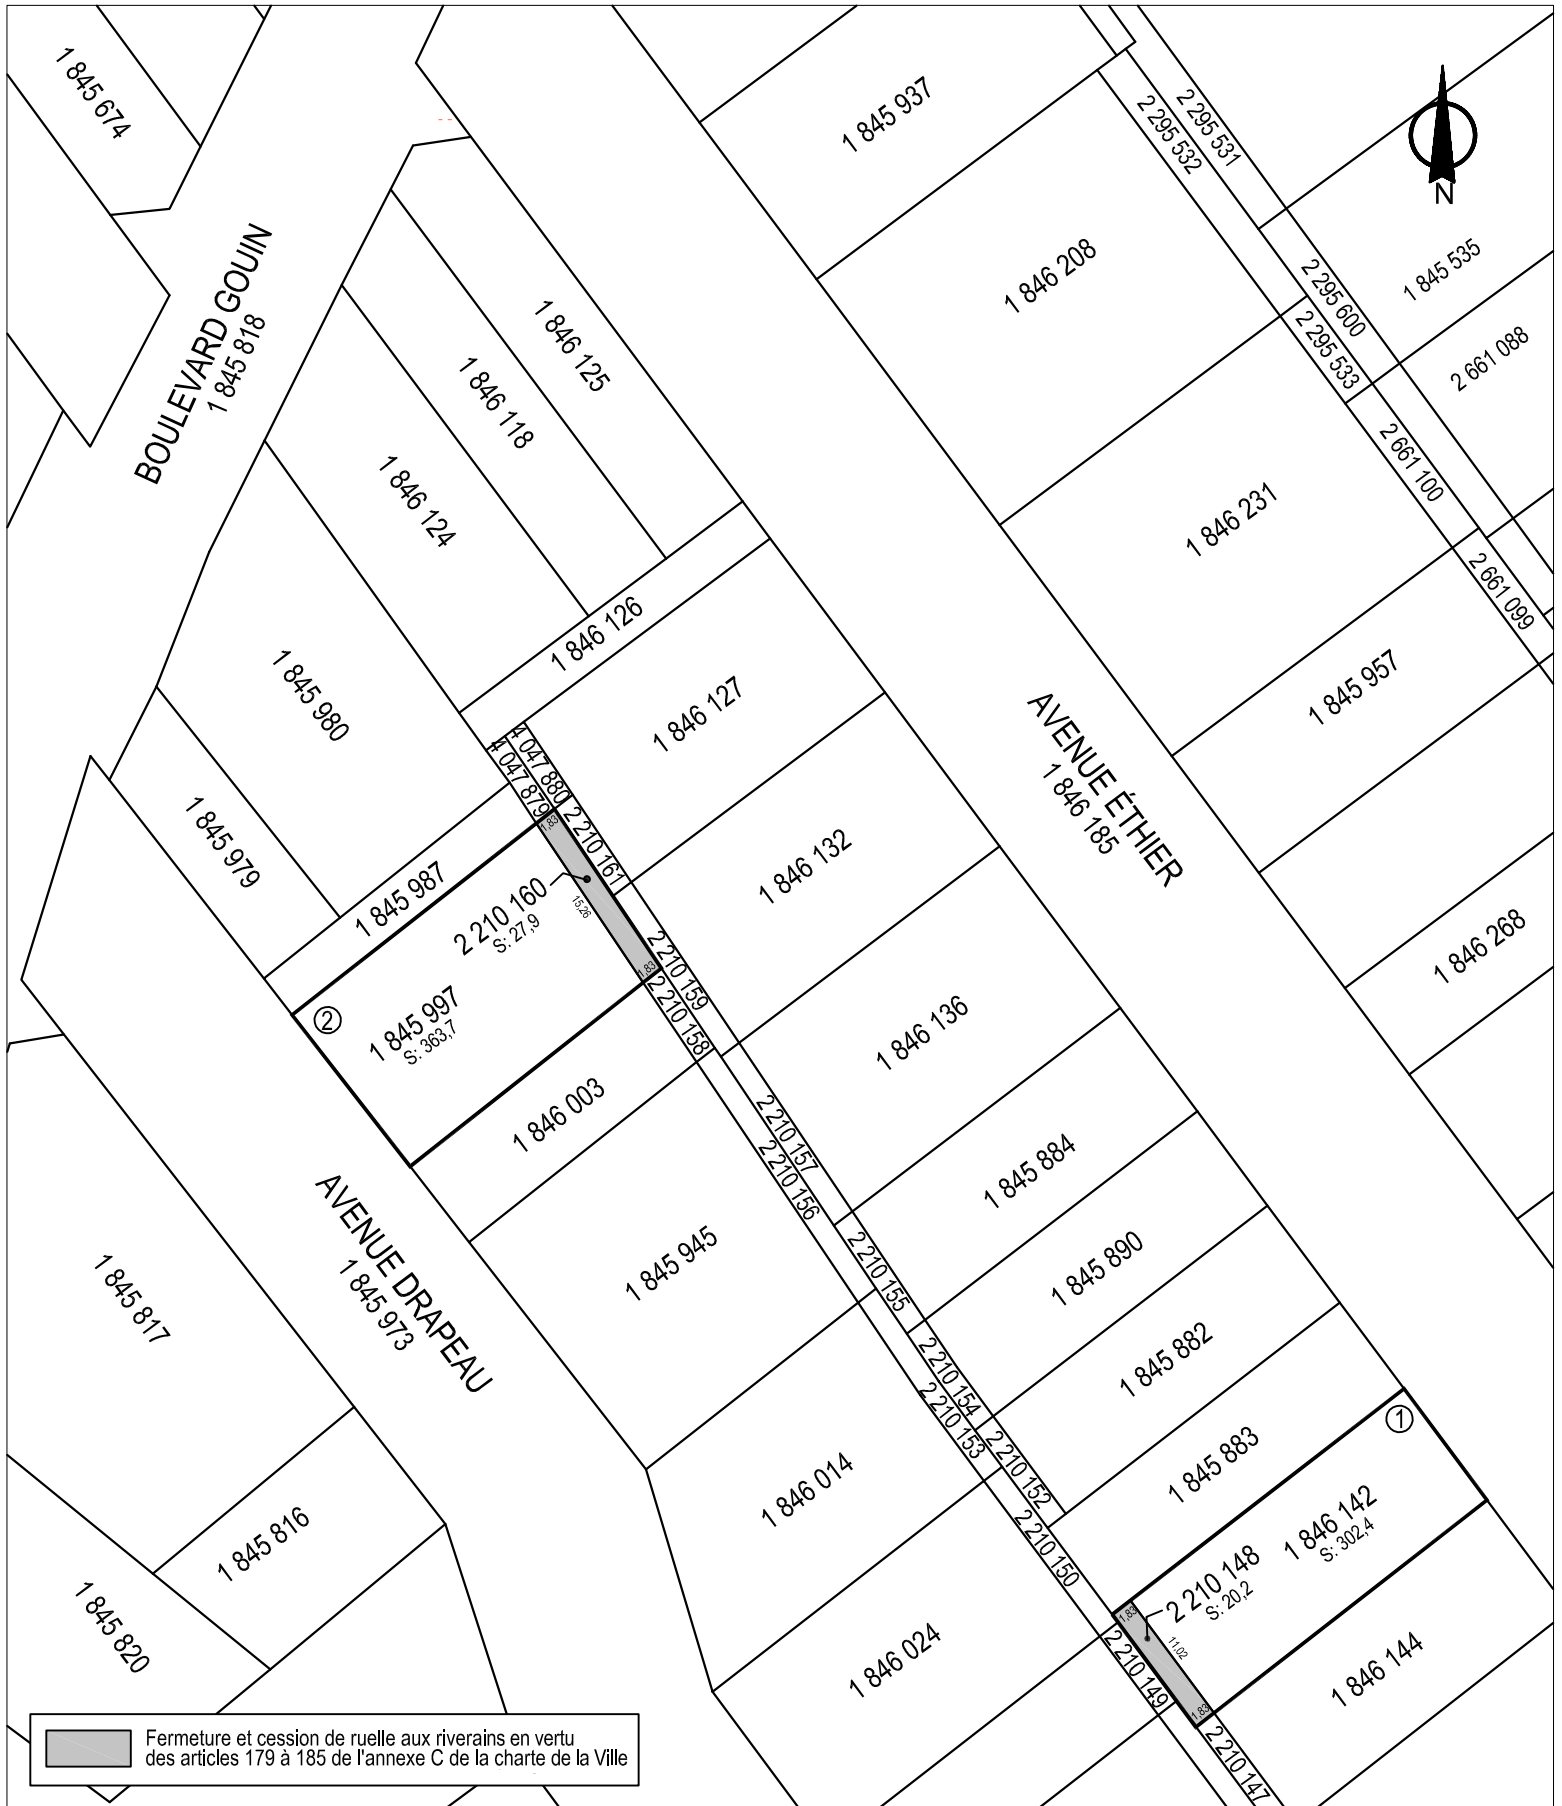 1 845 674
BOULEVARD GOUIN
1 845 818
1 845 937
2 295 532
2 295 531
N
1 846 208
2 295 600
1 845 535
2 295 533
2 661 088
1 846 125
1 846 118
1 846 124
2 661 100
1 846 231
2 661 099
1 846 126
1 845 980
1 846 127
1 845 957
AVENUE ÉTHIER
1 846 185
4 047 880
4 047 879
1 845 979
1,83
2 210 161
1 846 132
1 845 987
2 210 160
S: 27,9
15,26
1,83
2 210 159
2 210 158
1 846 268
2
1 845 997
S: 363,7
1 846 136
1 846 003
2 210 157
2 210 156
1 845 884
AVENUE DRAPEAU
1 845 973
1 845 945
2 210 155
1 845 890
1 845 817
2 210 154
2 210 153
1 845 882
1
2 210 152
1 845 883
1 846 014
1 846 142
S: 302,4
2 210 150
1 845 816
2 210 148
S: 20,2
1,83
11,02
1 845 820
1 846 024
2 210 149
1,83
1 846 144
2 210 147
Fermeture et cession de ruelle aux riverains en vertu
des articles 179 à 185 de l'annexe C de la charte de la Ville